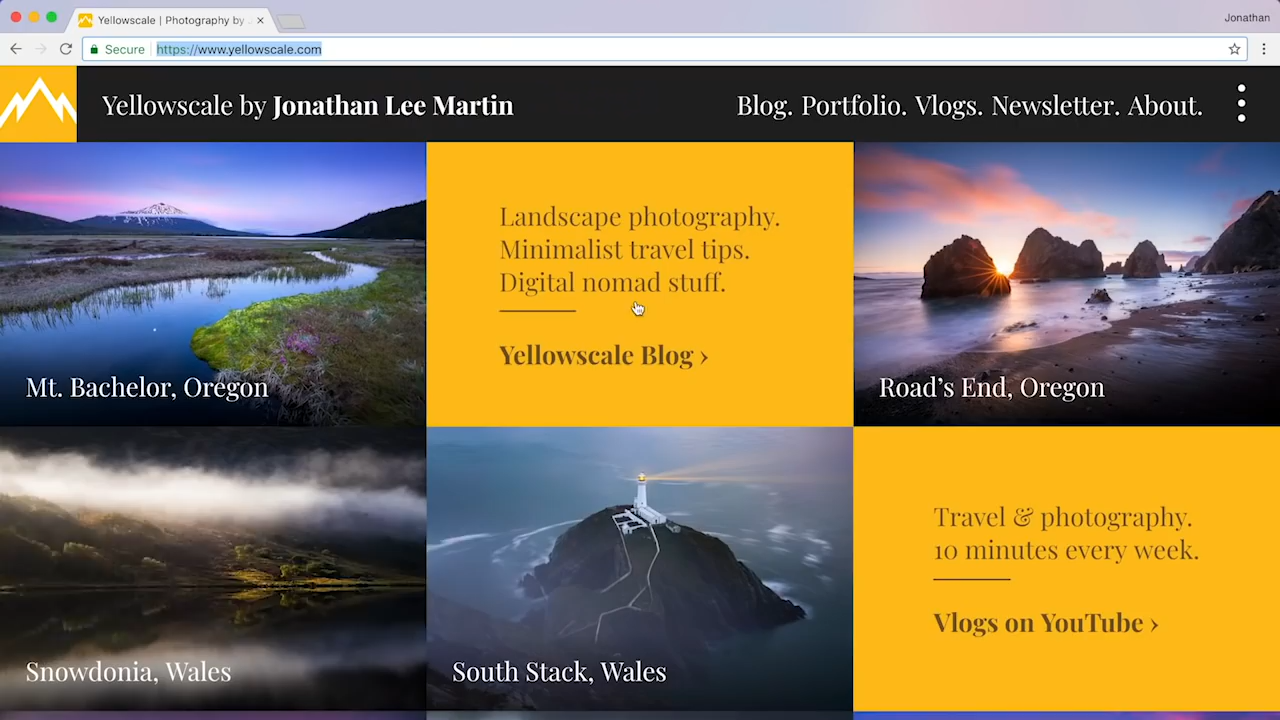 Yellowscale | Photography by
Jonathan
Secure
https://www.yellowscale.com
Yellowscale by Jonathan Lee Martin
Blog. Portfolio. Vlogs. Newsletter. About.
Landscape photography.
Minimalist travel tips.
Digital nomad stuff.
Yellowscale Blog ›
Mt. Bachelor, Oregon
Road’s End, Oregon
Travel & photography.
10 minutes every week.
Vlogs on YouTube ›
Snowdonia, Wales
South Stack, Wales